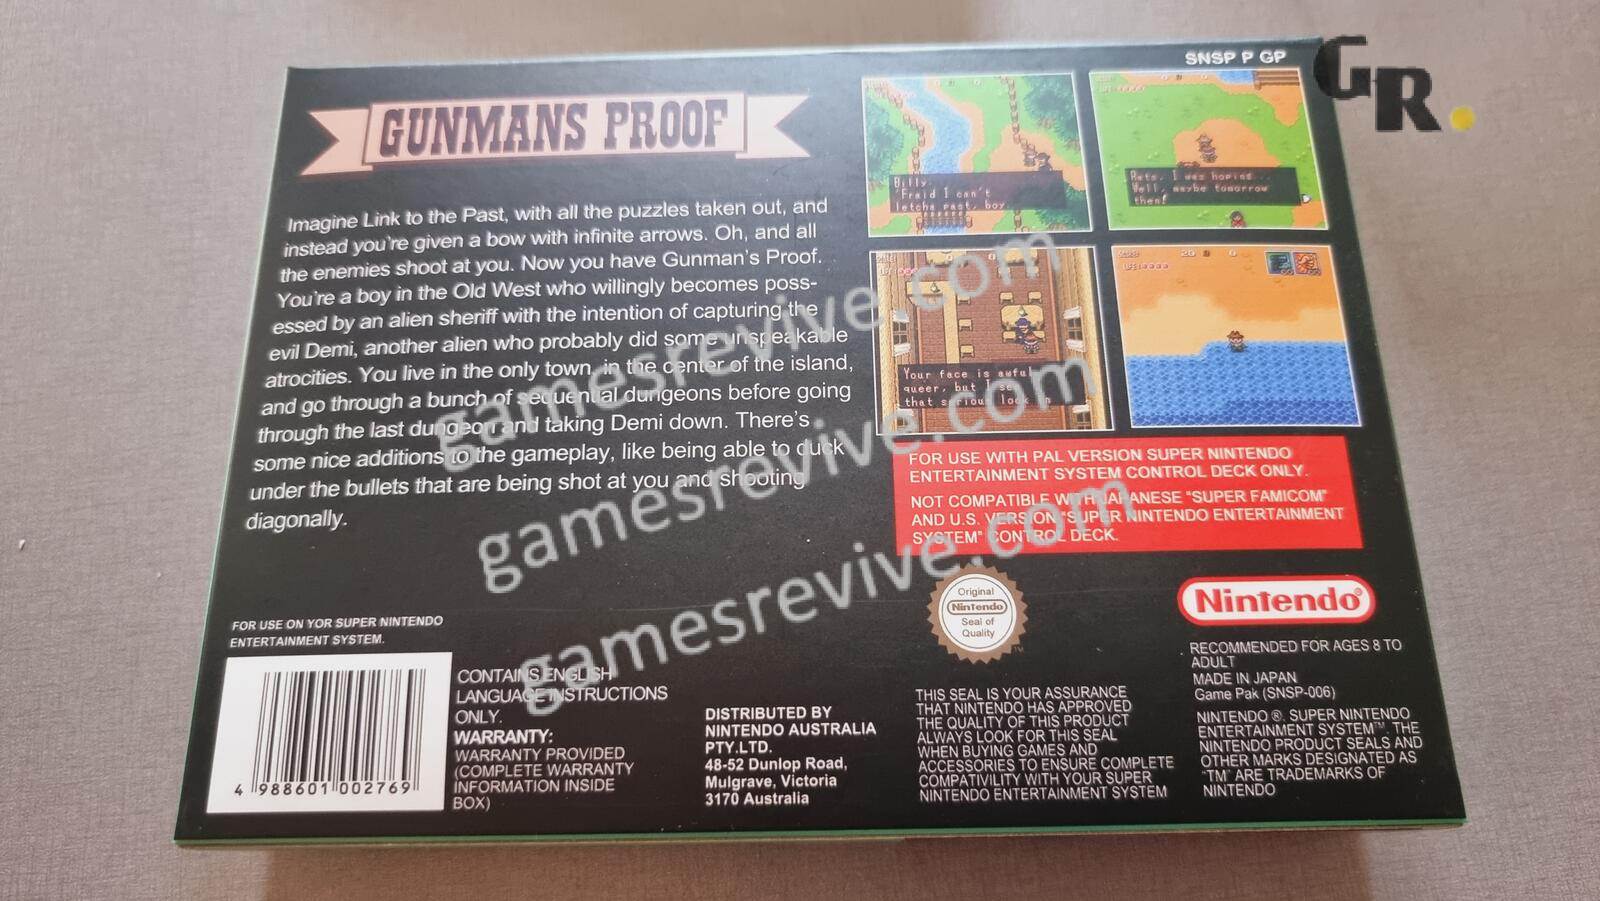 SNSP P GP
GR.
GUNMANS PROOF
Imagine Link to the Past, with all the puzzles taken out, and
instead you're given a bow with infinite arrows. Oh, and all
the enemies shoot at you. Now you have Gunman's Proof.
You're a boy in the Old West who willingly becomes poss-
essed by an alien sheriff with the intention of capturing the
evil Demi, another alien who probably did some unspeakable
atrocities. You live in the only town, in the center of the island,
and go through a bunch of sequential dungeons before going
through the last dungeon and taking Demi down. There's
some nice additions to the gameplay, like being able to duck
under the bullets that are being shot at you and shooting
diagonally.
Billy.
'Fraid I can't
letcha past, boy
Rats, I was hoping...
Well, maybe tomorrow
then!
Your face is awful
queer, but I see
that serious look in
gamesrevive.com
gamesrevive.com
gamesrevive.com
FOR USE WITH PAL VERSION SUPER NINTENDO
ENTERTAINMENT SYSTEM CONTROL DECK ONLY.
NOT COMPATIBLE WITH JAPANESE "SUPER FAMICOM"
AND U.S. VERSION "SUPER NINTENDO ENTERTAINMENT
SYSTEM" CONTROL DECK.
FOR USE ON YOR SUPER NINTENDO
ENTERTAINMENT SYSTEM.
4 988601 002769
CONTAINS ENGLISH
LANGUAGE INSTRUCTIONS
ONLY.
WARRANTY:
WARRANTY PROVIDED
(COMPLETE WARRANTY
INFORMATION INSIDE
BOX)
DISTRIBUTED BY
NINTENDO AUSTRALIA
PTY.LTD.
48-52 Dunlop Road,
Mulgrave, Victoria
3170 Australia
Original
Nintendo
Seal of
Quality
TM
THIS SEAL IS YOUR ASSURANCE
THAT NINTENDO HAS APPROVED
THE QUALITY OF THIS PRODUCT
ALWAYS LOOK FOR THIS SEAL
WHEN BUYING GAMES AND
ACCESSORIES TO ENSURE COMPLETE
COMPATIVILITY WITH YOUR SUPER
NINTENDO ENTERTAINMENT SYSTEM
Nintendo®
RECOMMENDED FOR AGES 8 TO
ADULT
MADE IN JAPAN
Game Pak (SNSP-006)
NINTENDO ®. SUPER NINTENDO
ENTERTAINMENT SYSTEM™. THE
NINTENDO PRODUCT SEALS AND
OTHER MARKS DESIGNATED AS
"TM" ARE TRADEMARKS OF
NINTENDO